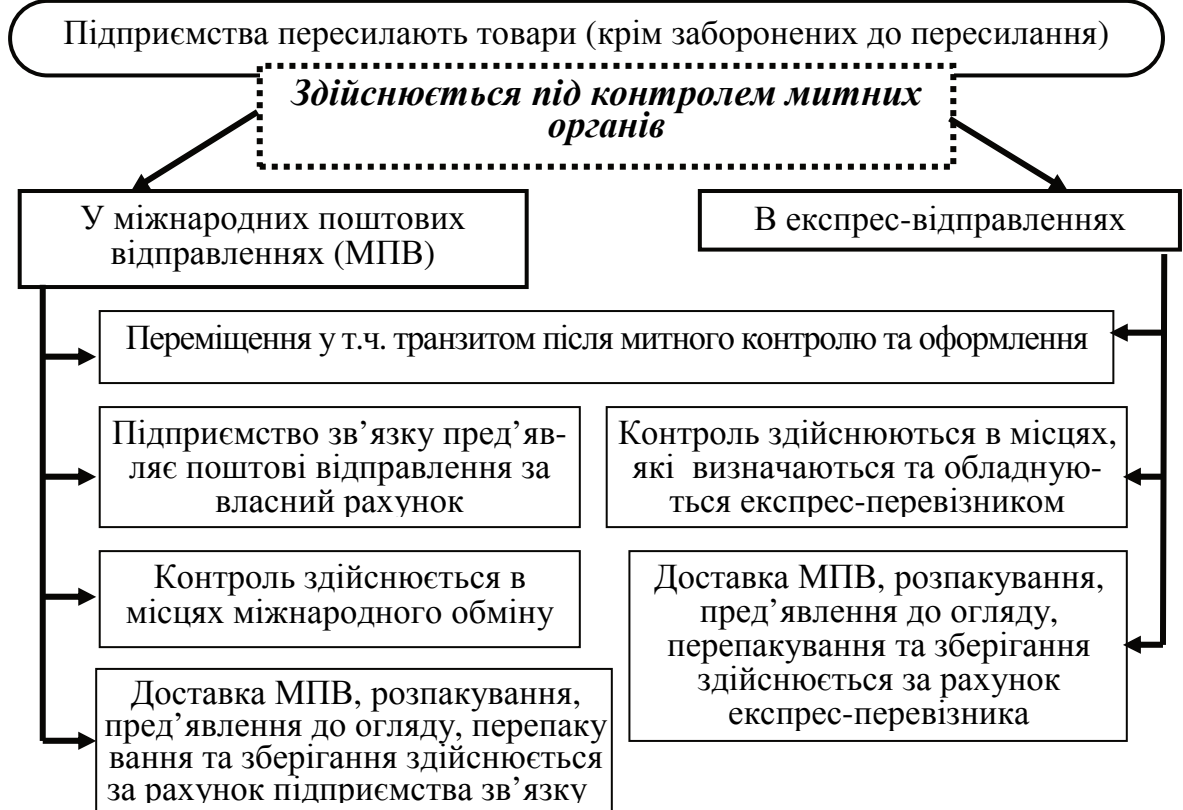 Підприємства пересилають товари (крім заборонених до пересилання)
Здійснюється під контролем митних
органів
У міжнародних поштових
відправленнях (МПВ)
В експрес-відправленнях
Переміщення у т.ч. транзитом після митного контролю та оформлення
Підприємство зв’язку пред’яв-
ляє поштові відправлення за
власний рахунок
Контроль здійснюються в місцях,
які визначаються та обладну-
ються експрес-перевізником
Контроль здійснюється в
місцях міжнародного обміну
Доставка МПВ, розпакування,
пред’явлення до огляду,
перепакування та зберігання
здійснюється за рахунок
експрес-перевізника
Доставка МПВ, розпакування,
пред’явлення до огляду, перепаку
вання та зберігання здійснюється
за рахунок підприємства зв’язку